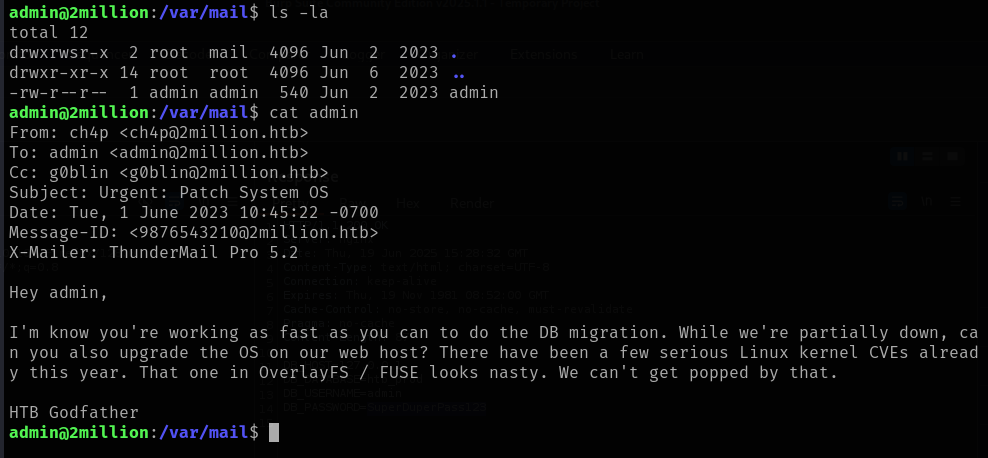 admin@2million:/var/mail$ ls -la
total 12
drwxrwsr-x  2 root  mail  4096 Jun  2  2023 .
drwxr-xr-x 14 root  root  4096 Jun  6  2023 ..
-rw-r--r--  1 admin admin  540 Jun  2  2023 admin
admin@2million:/var/mail$ cat admin
From: ch4p <ch4p@2million.htb>
To: admin <admin@2million.htb>
Cc: g0blin <g0blin@2million.htb>
Subject: Urgent: Patch System OS
Date: Tue, 1 June 2023 10:45:22 -0700
Message-ID: <9876543210@2million.htb>
X-Mailer: ThunderMail Pro 5.2

Hey admin,

I'm know you're working as fast as you can to do the DB migration. While we're partially down, ca
n you also upgrade the OS on our web host? There have been a few serious Linux kernel CVEs alread
y this year. That one in OverlayFS / FUSE looks nasty. We can't get popped by that.

HTB Godfather
admin@2million:/var/mail$